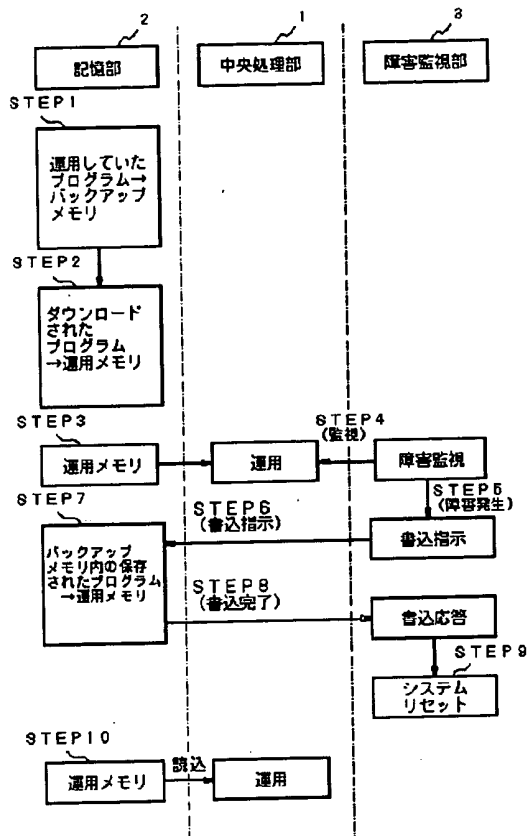 2
1
3
記憶部
中央処理部
障害監視部
STEP1
運用していた
プログラム→
バックアップ
メモリ
STEP2
ダウンロード
された
プログラム
→運用メモリ
STEP3
運用メモリ
運用
STEP4
(監視)
障害監視
STEP5
(障害発生)
STEP6
(書込指示)
書込指示
STEP7
バックアップ
メモリ内の保存
されたプログラム
→運用メモリ
STEP8
(書込完了)
書込応答
STEP9
システム
リセット
STEP10
運用メモリ
読込
運用